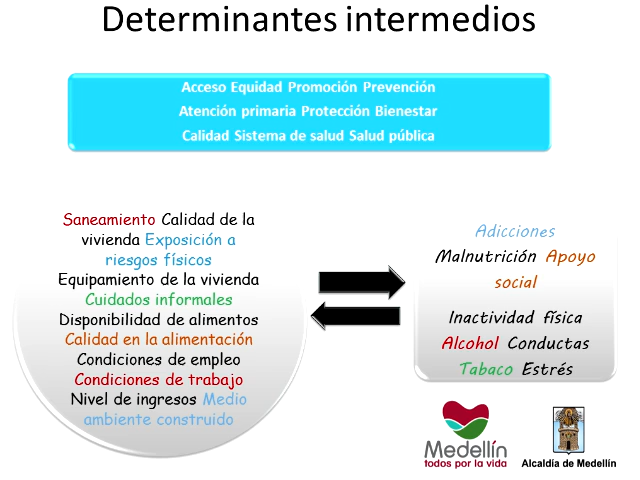 Determinantes intermedios
Acceso Equidad Promoción Prevención
Atención primaria Protección Bienestar
Calidad Sistema de salud Salud pública
Saneamiento Calidad de la
vivienda Exposición a
riesgos físicos
Equipamiento de la vivienda
Cuidados informales
Disponibilidad de alimentos
Calidad en la alimentación
Condiciones de empleo
Condiciones de trabajo
Nivel de ingresos Medio
ambiente construido
Adicciones
Malnutrición Apoyo
social
Inactividad física
Alcohol Conductas
Tabaco Estrés
Medellín
todos por la vida
Alcaldía de Medellín